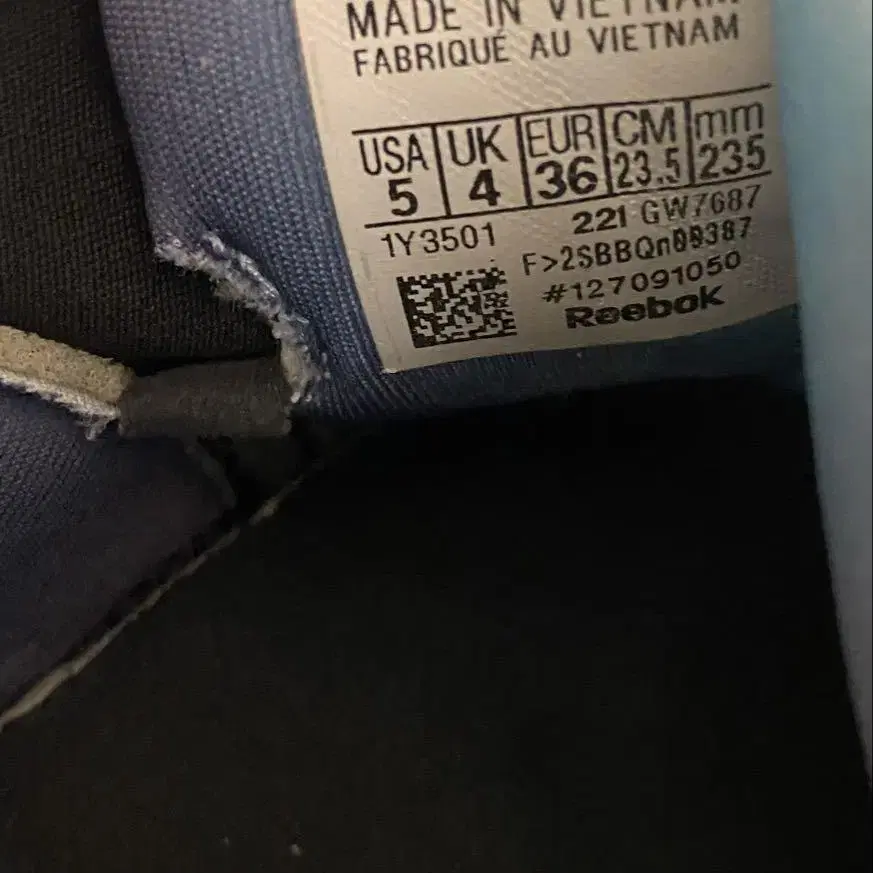 MADE IN VIETNAM
FABRIQUÉ AU VIETNAM
USA UK EUR CM mm
5 4 36 23.5 235
1Y3501 221 GW7687
F>2SBBQn09387
#127091050
Reebok